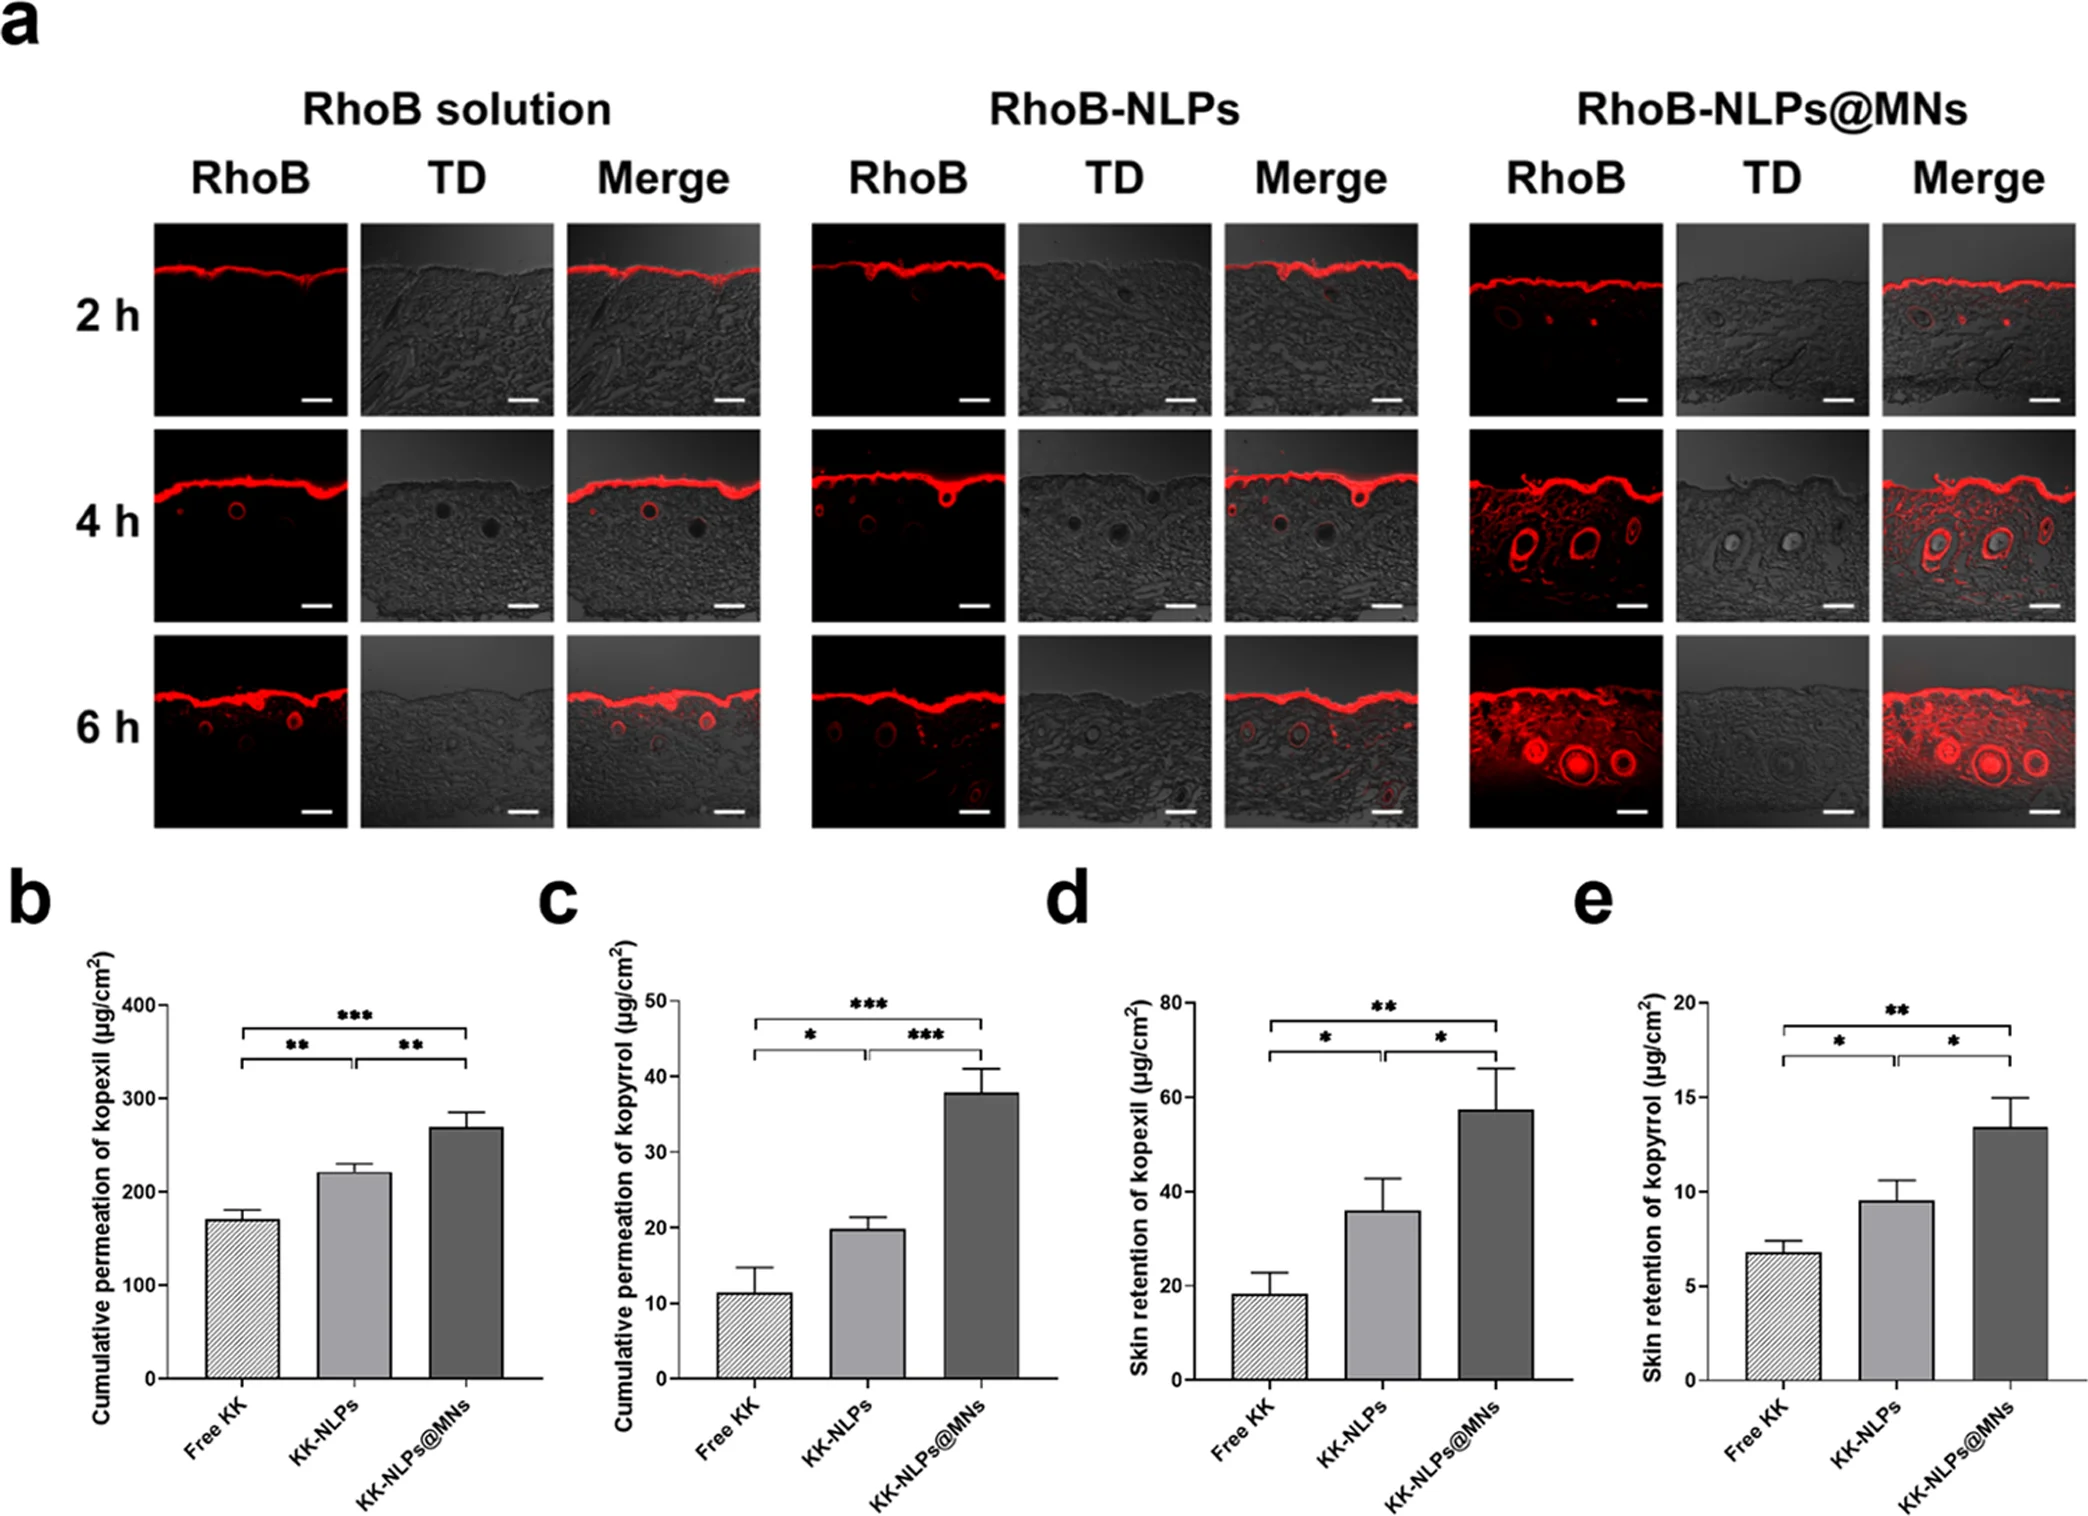 a
RhoB solution
RhoB-NLPs
RhoB-NLPs@MNs
RhoB TD Merge
RhoB TD Merge
RhoB TD Merge
2 h
4 h
6 h
b
Cumulative permeation of kopexil (μg/cm²)
400
300
200
100
0
***
** **
Free KK
KK-NLPs
KK-NLPs@MNs
c
Cumulative permeation of kopyrrol (μg/cm²)
50
40
30
20
10
0
***
* ***
Free KK
KK-NLPs
KK-NLPs@MNs
d
Skin retention of kopexil (μg/cm²)
80
60
40
20
0
**
* *
Free KK
KK-NLPs
KK-NLPs@MNs
e
Skin retention of kopyrrol (μg/cm²)
20
15
10
5
0
**
* *
Free KK
KK-NLPs
KK-NLPs@MNs